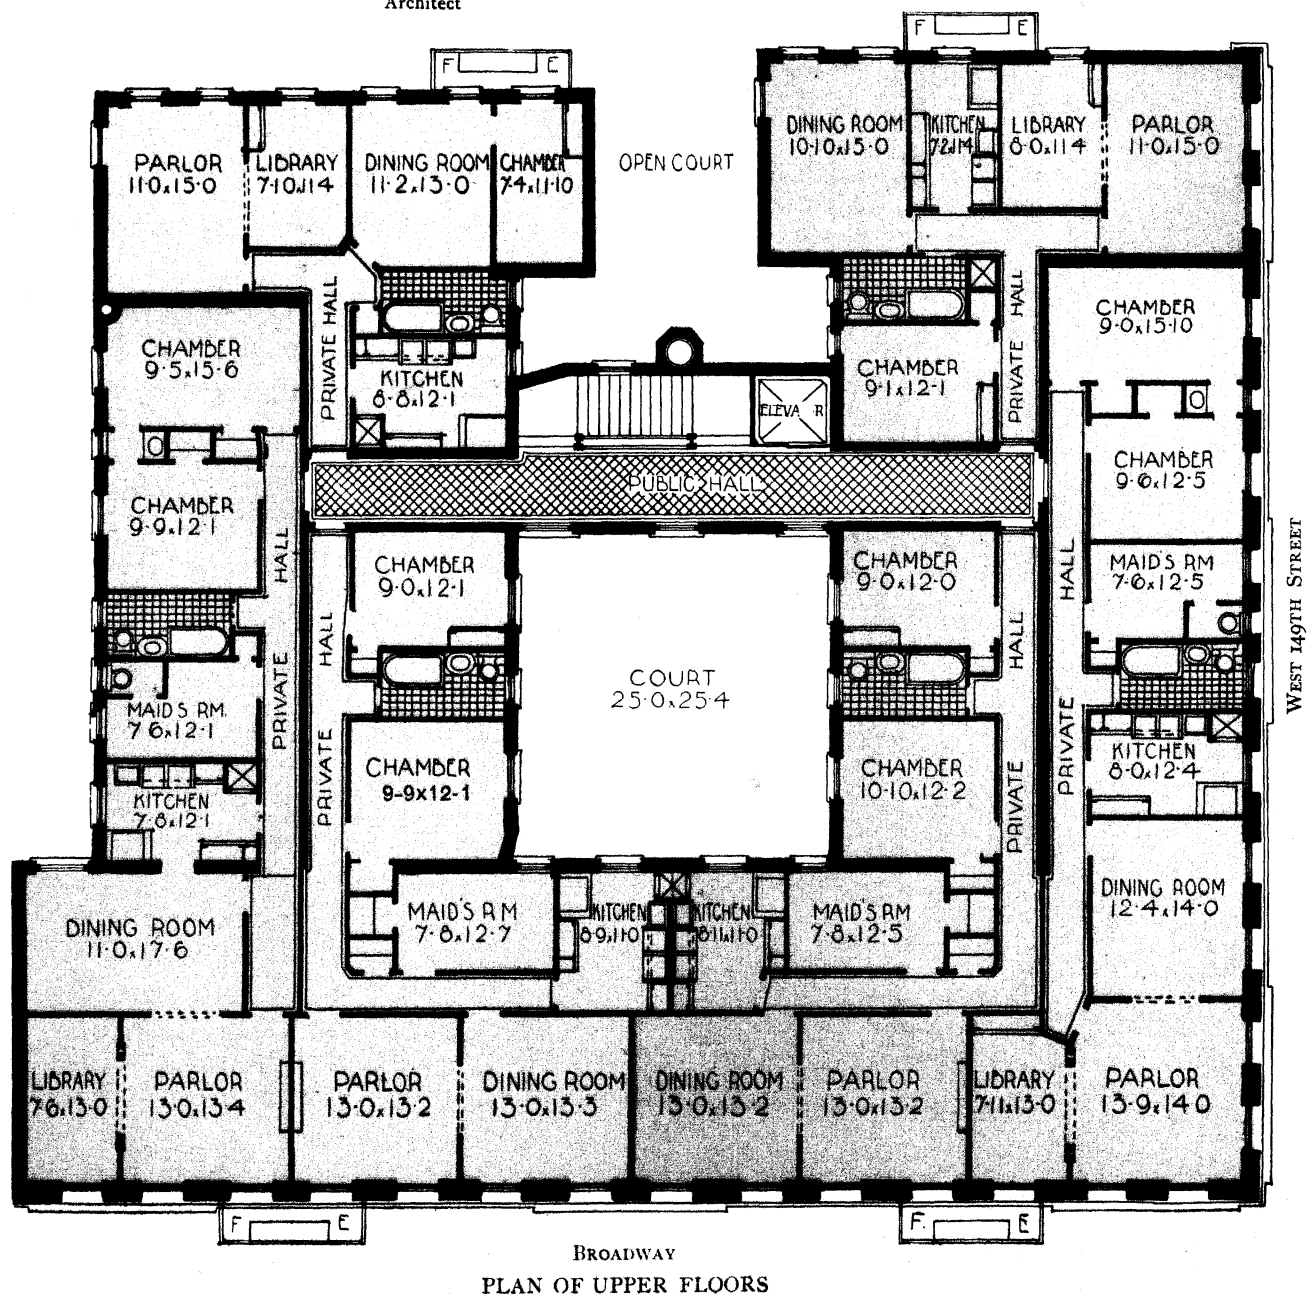 Architect
F E
F E
PARLOR
11·0x15·0
LIBRARY
7·10x11·4
DINING ROOM
11·2x13·0
CHAMBER
7·4x11·10
OPEN COURT
DINING ROOM
10·10x15·0
KITCHEN
LIBRARY
8·0x11·4
PARLOR
11·0x15·0
CHAMBER
9·5x15·6
PRIVATE HALL
KITCHEN
8·8x12·1
ELEVA R
CHAMBER
9·1x12·1
PRIVATE HALL
CHAMBER
9·0x15·10
CHAMBER
9·9x12·1
PUBLIC HALL
CHAMBER
9·6x12·5
PRIVATE HALL
PRIVATE HALL
CHAMBER
9·0x12·1
CHAMBER
9·0x12·0
PRIVATE HALL
PRIVATE HALL
MAID'S RM
7·6x12·5
WEST 149TH STREET
MAID'S RM.
7·6x12·1
COURT
25·0x25·4
KITCHEN
7·8x12·1
CHAMBER
9-9x12-1
CHAMBER
10·10x12·2
KITCHEN
8·0x12·4
DINING ROOM
11·0x17·6
MAID'S RM
7·8x12·7
KITCHEN
8·9x11·0
KITCHEN
8·11x11·0
MAID'S RM
7·8x12·5
DINING ROOM
12·4x14·0
LIBRARY
7·6x13·0
PARLOR
13·0x13·4
PARLOR
13·0x13·2
DINING ROOM
13·0x13·3
DINING ROOM
13·0x13·2
PARLOR
13·0x13·2
LIBRARY
7·11x13·0
PARLOR
13·9x14·0
F E
F. E
BROADWAY
PLAN OF UPPER FLOORS